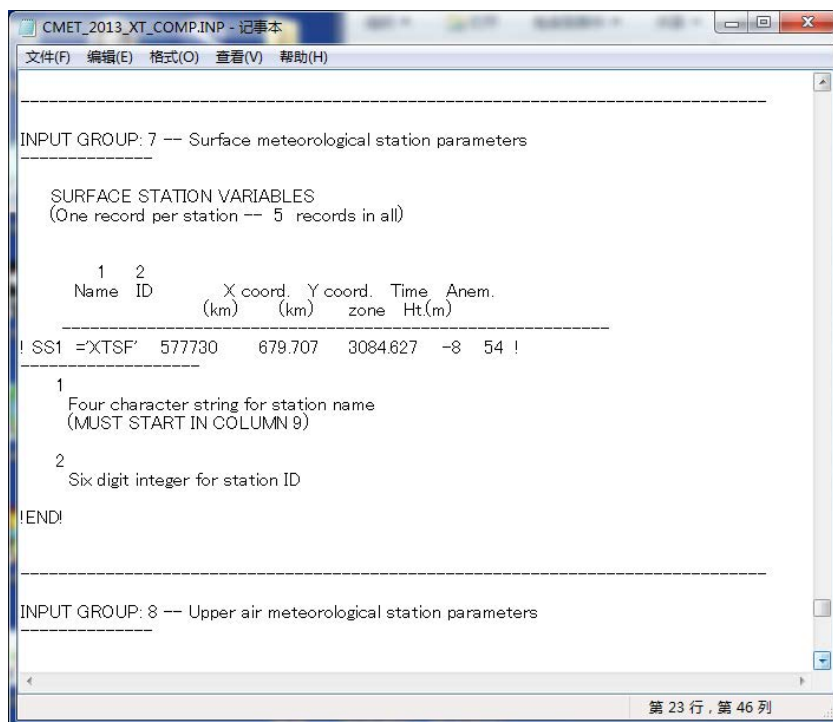 CMET_2013_XT_COMP.INP - 记事本
文件(F) 编辑(E) 格式(O) 查看(V) 帮助(H)
--------------------------------------------------------------------------------
INPUT GROUP: 7 -- Surface meteorological station parameters
--------------
SURFACE STATION VARIABLES
(One record per station -- 5 records in all)
1 2
Name ID X coord. Y coord. Time Anem.
(km) (km) zone Ht.(m)
----------------------------------------------------------
! SS1 ='XTSF' 577730 679.707 3084.627 -8 54 !
-------------------
1
Four character string for station name
(MUST START IN COLUMN 9)
2
Six digit integer for station ID
!END!
--------------------------------------------------------------------------------
INPUT GROUP: 8 -- Upper air meteorological station parameters
--------------
第 23 行，第 46 列